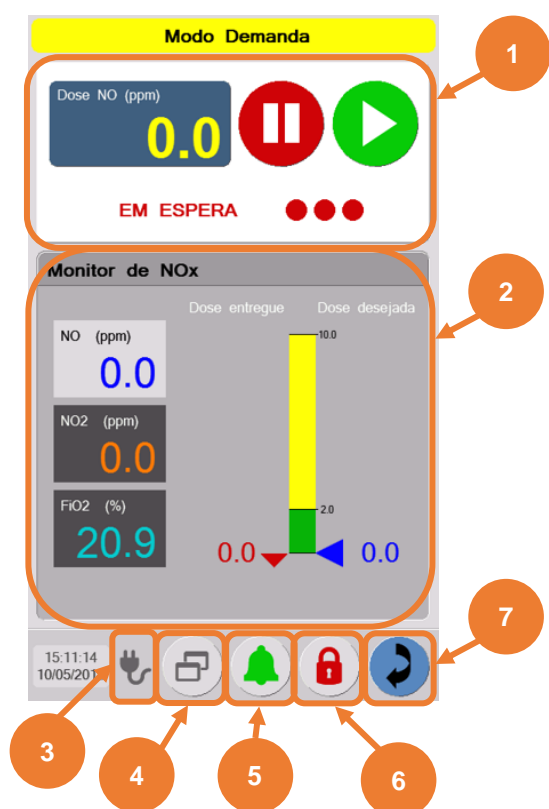 Modo Demanda
1
Dose NO (ppm)
0.0
EM ESPERA
Monitor de NOx
2
Dose entregue Dose desejada
NO (ppm)
0.0
10.0
NO2 (ppm)
0.0
FiO2 (%)
20.9
2.0
0.0 0.0
7
15:11:14
3
4
5
6